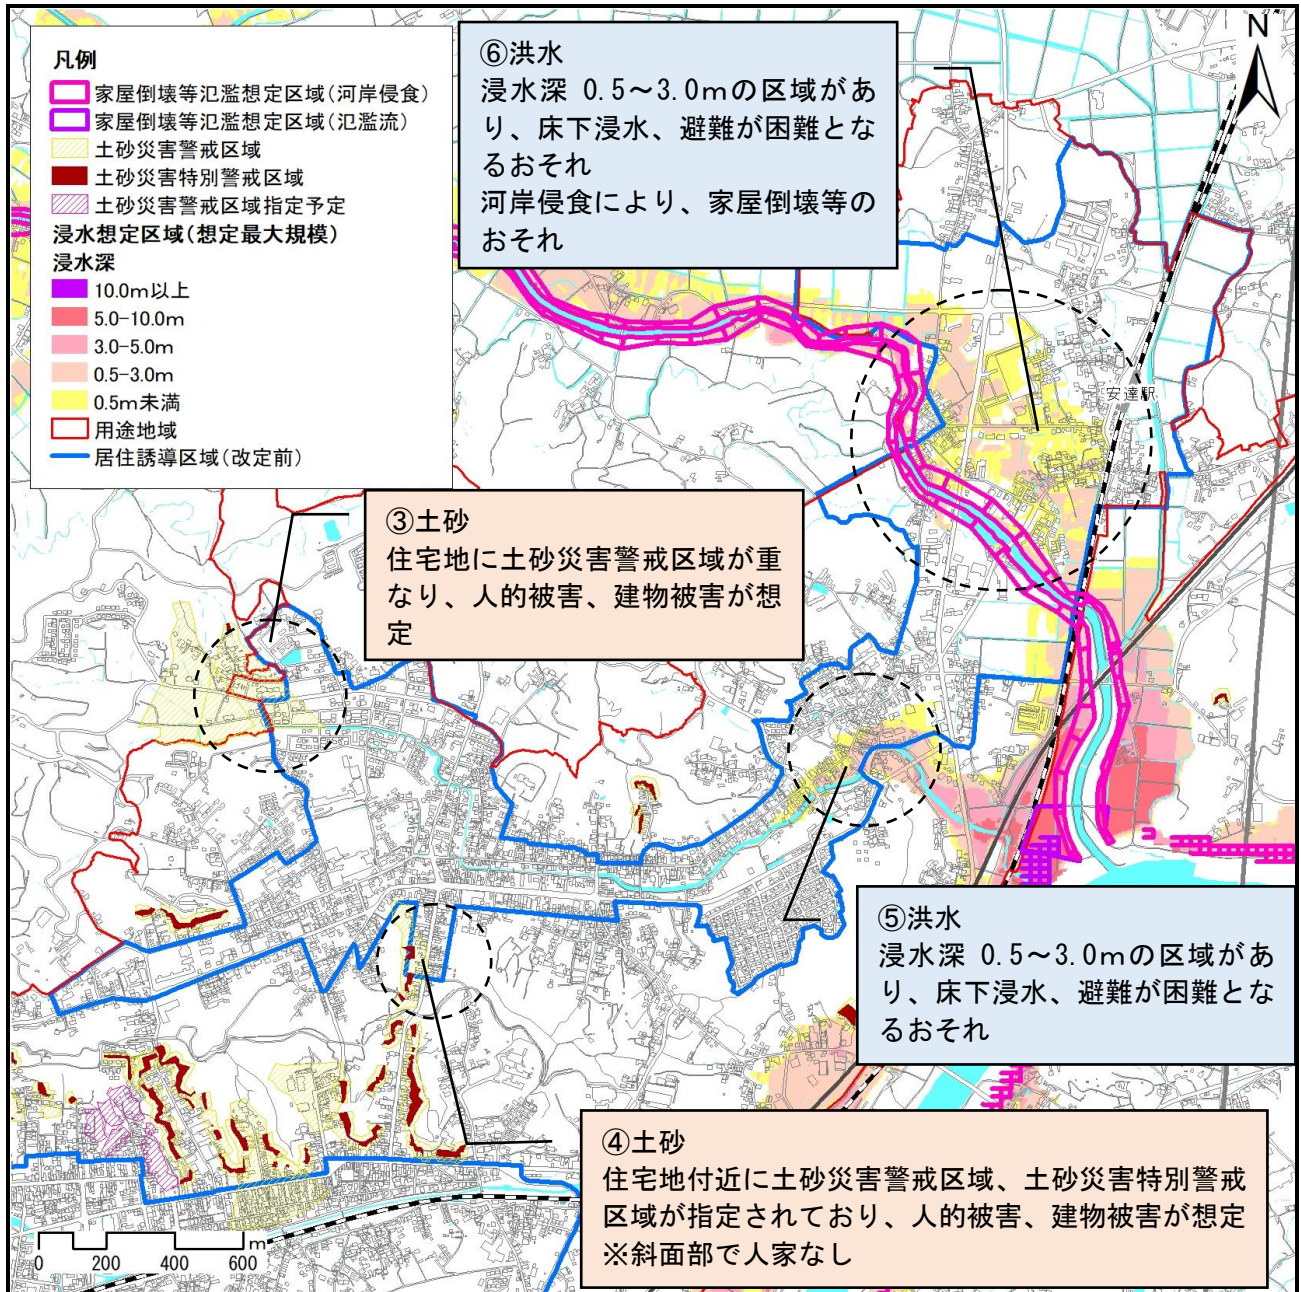 凡例
家屋倒壊等氾濫想定区域(河岸侵食)
家屋倒壊等氾濫想定区域(氾濫流)
土砂災害警戒区域
土砂災害特別警戒区域
土砂災害警戒区域指定予定
浸水想定区域(想定最大規模)
浸水深
10.0m以上
5.0-10.0m
3.0-5.0m
0.5-3.0m
0.5m未満
用途地域
居住誘導区域(改定前)
⑥洪水
浸水深 0.5～3.0mの区域があ
り、床下浸水、避難が困難とな
るおそれ
河岸侵食により、家屋倒壊等の
おそれ
N
安達駅
③土砂
住宅地に土砂災害警戒区域が重
なり、人的被害、建物被害が想
定
⑤洪水
浸水深 0.5～3.0mの区域があ
り、床下浸水、避難が困難とな
るおそれ
④土砂
住宅地付近に土砂災害警戒区域、土砂災害特別警戒
区域が指定されており、人的被害、建物被害が想定
※斜面部で人家なし
m
0 200 400 600